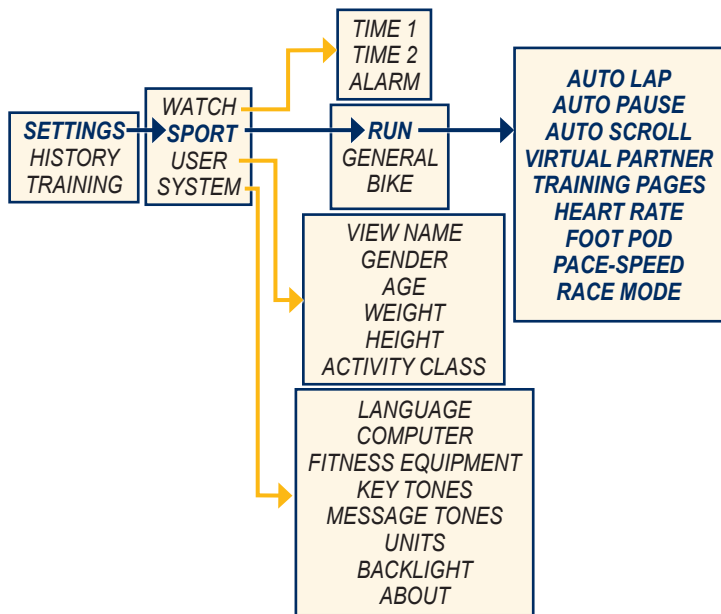 TIME 1
TIME 2
ALARM
SETTINGS
HISTORY
TRAINING
WATCH
SPORT
USER
SYSTEM
RUN
GENERAL
BIKE
AUTO LAP
AUTO PAUSE
AUTO SCROLL
VIRTUAL PARTNER
TRAINING PAGES
HEART RATE
FOOT POD
PACE-SPEED
RACE MODE
VIEW NAME
GENDER
AGE
WEIGHT
HEIGHT
ACTIVITY CLASS
LANGUAGE
COMPUTER
FITNESS EQUIPMENT
KEY TONES
MESSAGE TONES
UNITS
BACKLIGHT
ABOUT